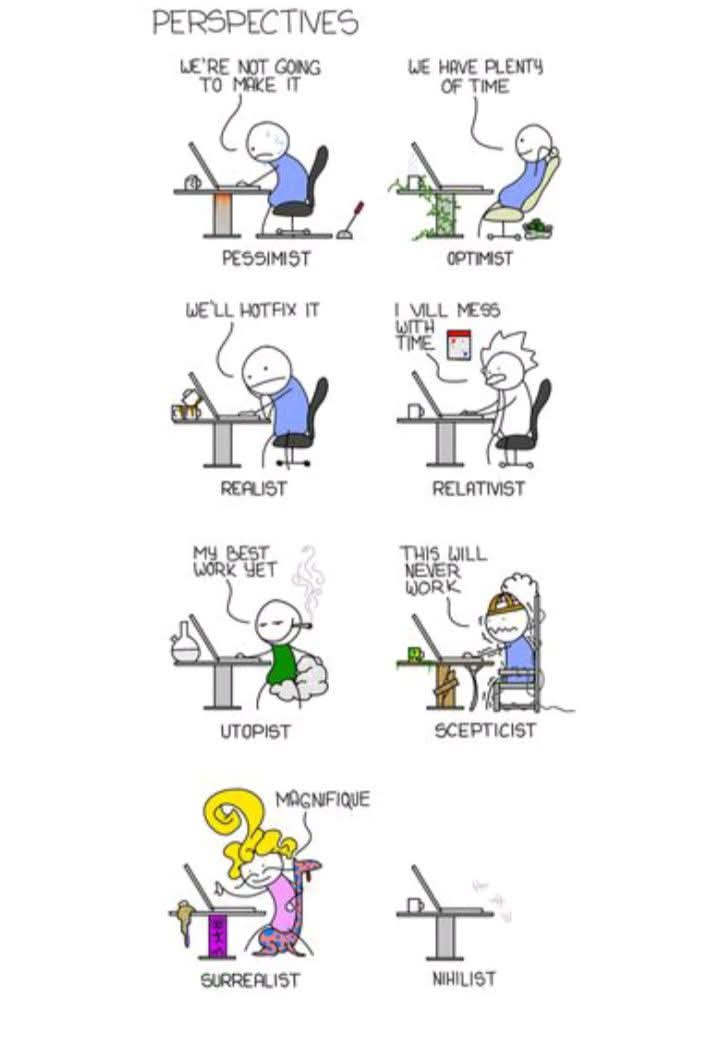 PERSPECTIVES
WE'RE NOT GOING
TO MAKE IT
PESSIMIST
WE HAVE PLENTY
OF TIME
OPTIMIST
WE'LL HOTFIX IT
REALIST
I VILL MESS
WITH
TIME
RELATIVIST
MY BEST
WORK YET
UTOPIST
THIS WILL
NEVER
WORK
SCEPTICIST
MAGNIFIQUE
SURREALIST
NIHILIST